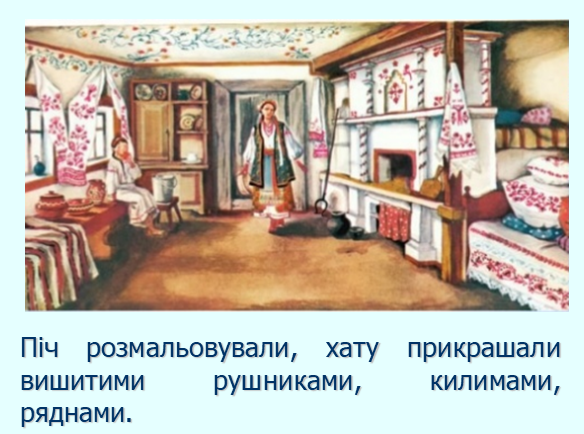 Піч розмальовували, хату прикрашали
вишитими рушниками, килимами,
ряднами.